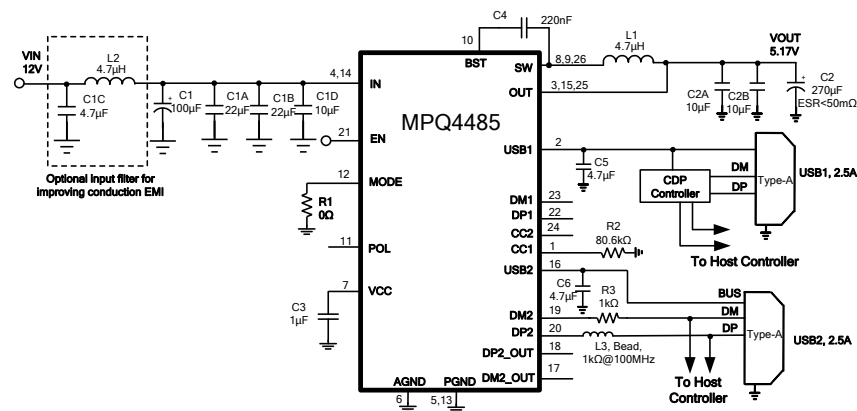 C4
220nF
10
BST
VIN
12V
L2
4.7μH
C1C
4.7μF
Optional input filter for
improving conduction EMI
C1
100μF
C1A
22μF
C1B
22μF
C1D
10μF
4,14
IN
21
EN
12
MODE
R1
0Ω
11
POL
7
VCC
C3
1μF
MPQ4485
AGND
6
PGND
5,13
SW
8,9,26
L1
4.7μH
OUT
3,15,25
VOUT
5.17V
C2A
10μF
C2B
10μF
C2
270μF
ESR<50mΩ
USB1
2
C5
4.7μF
CDP
Controller
DM
DP
Type-A
USB1, 2.5A
To Host Controller
DM1
23
DP1
22
CC2
24
CC1
1
R2
80.6kΩ
USB2
16
C6
4.7μF
BUS
DM2
19
R3
1kΩ
DM
DP2
20
L3, Bead,
1kΩ@100MHz
DP
Type-A
USB2, 2.5A
To Host
Controller
DP2_OUT
18
DM2_OUT
17